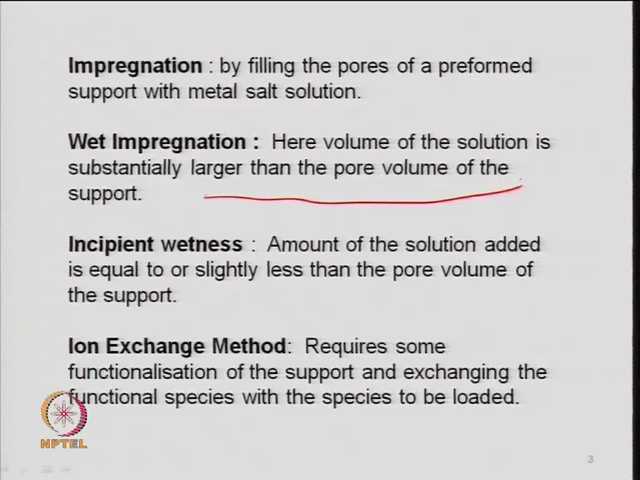 Impregnation : by filling the pores of a preformed
support with metal salt solution.
Wet Impregnation : Here volume of the solution is
substantially larger than the pore volume of the
support.
Incipient wetness : Amount of the solution added
is equal to or slightly less than the pore volume of
the support.
Ion Exchange Method: Requires some
functionalisation of the support and exchanging the
functional species with the species to be loaded.
NPTEL
3